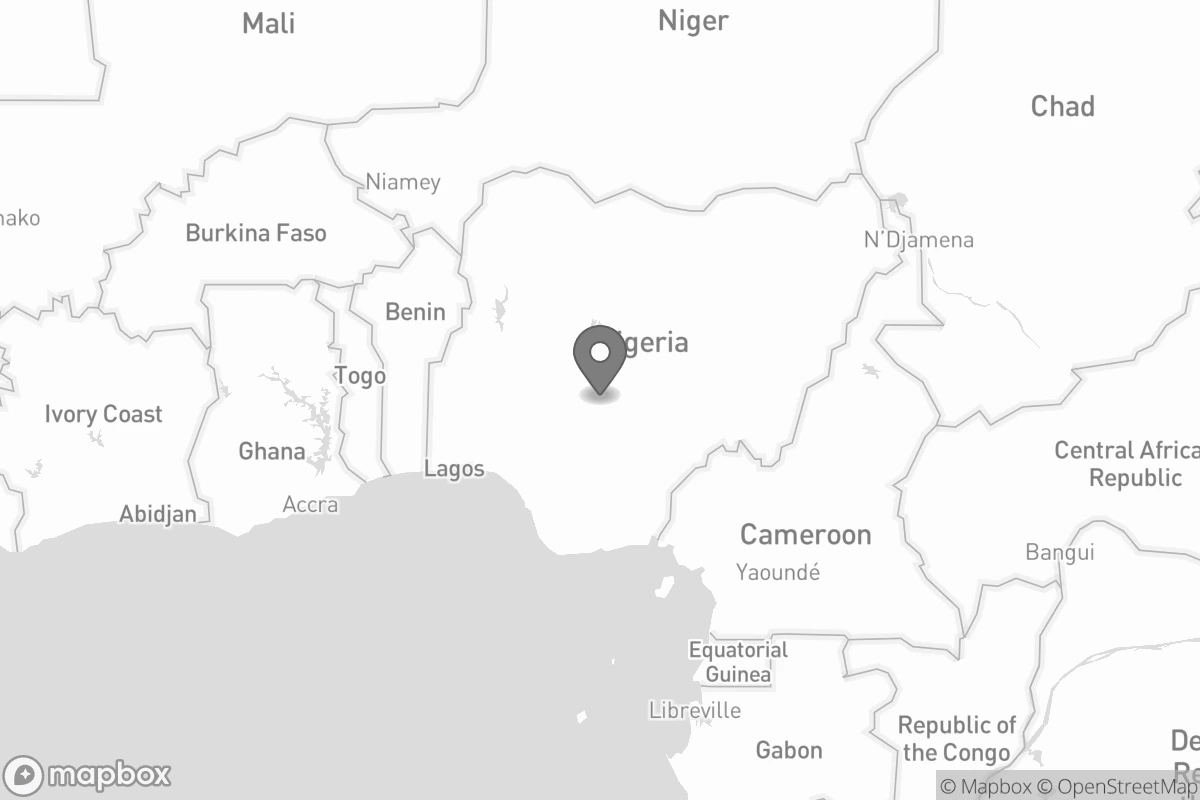 Mali
Niger
Chad
Niamey
nako
Burkina Faso
N'Djamena
Benin
igeria
Togo
Ivory Coast
Ghana
Lagos
Central Africa
Republic
Accra
Abidjan
Cameroon
Bangui
Yaoundé
Equatorial
Guinea
Libreville
Republic of
the Congo
Gabon
De
Re
mapbox
© Mapbox © OpenStreetMap